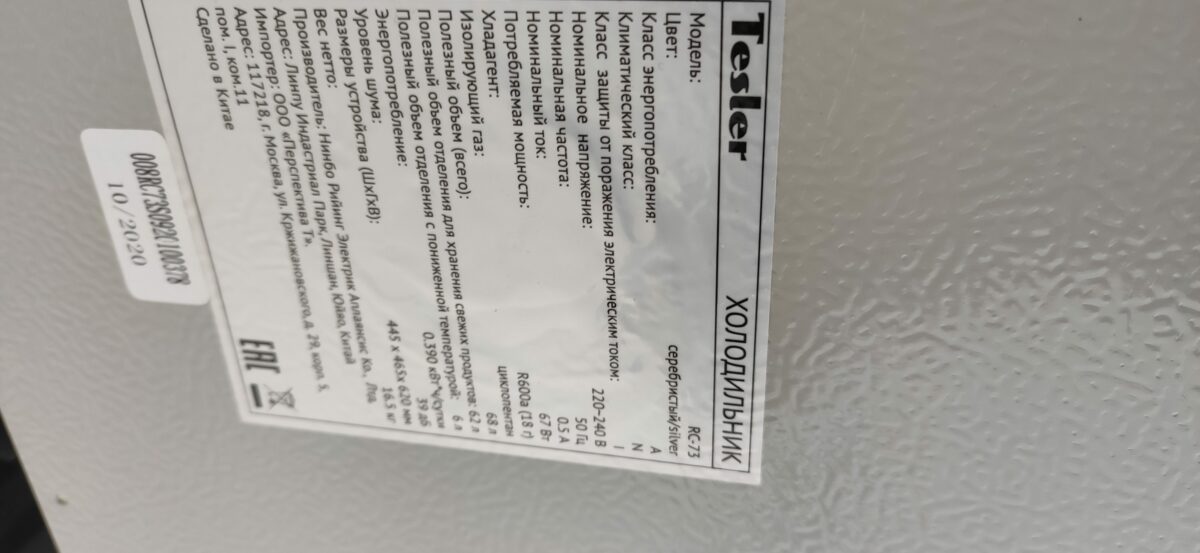 Tesler ХОЛОДИЛЬНИК
Модель: RC-73
Цвет: серебристый/silver
Класс энергопотребления: A
Климатический класс: N
Класс защиты от поражения электрическим током: I
Номинальное напряжение: 220–240 В
Номинальная частота: 50 Гц
Номинальный ток: 0.5 А
Потребляемая мощность: 67 Вт
Хладагент: R600a (18 г)
Изолирующий газ: циклопентан
Полезный объем (всего): 68 л
Полезный объем отделения для хранения свежих продуктов: 62 л
Полезный объем отделения с пониженной температурой: 6 л
Энергопотребление: 0.390 кВт*ч/сутки
Уровень шума: 39 дб
Размеры устройства (ШхГхВ): 445 x 465x 620 мм
Вес нетто: 16.5 кг
Производитель: Нинбо Рийинг Электрик Апплаянсис Ко., Лтд.
Адрес: Линпу Индастриал Парк, Линшан, Юйяо, Китай
Импортер: ООО «Перспектива Т».
Адрес: 117218, г. Москва, ул. Кржижановского, д. 29, корп. 5,
пом. I, ком.11
Сделано в Китае
EAC
008RC73S092X100378
10/2020